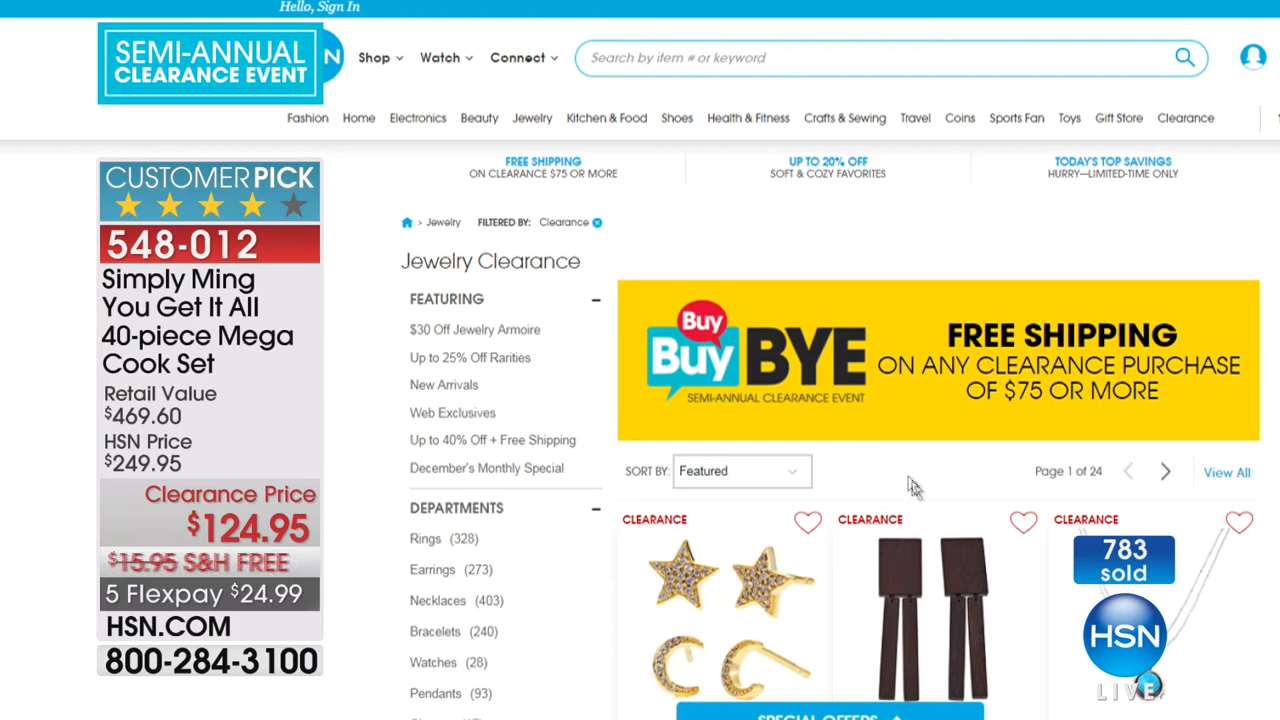 Hello, Sign In
SEMI-ANNUAL
CLEARANCE EVENT
N
Shop
Watch
Connect
Search by item # or keyword
Fashion Home Electronics Beauty Jewelry Kitchen & Food Shoes Health & Fitness Crafts & Sewing Travel Coins Sports Fan Toys Gift Store Clearance
FREE SHIPPING
ON CLEARANCE $75 OR MORE
UP TO 20% OFF
SOFT & COZY FAVORITES
TODAY'S TOP SAVINGS
HURRY—LIMITED-TIME ONLY
CUSTOMER PICK
548-012
Simply Ming
You Get It All
40-piece Mega
Cook Set
Retail Value
$469.60
HSN Price
$249.95
Clearance Price
$124.95
$15.95 S&H FREE
5 Flexpay $24.99
HSN.COM
800-284-3100
> Jewelry FILTERED BY: Clearance
Jewelry Clearance
FEATURING
$30 Off Jewelry Armoire
Up to 25% Off Rarities
New Arrivals
Web Exclusives
Up to 40% Off + Free Shipping
December's Monthly Special
DEPARTMENTS
Rings (328)
Earrings (273)
Necklaces (403)
Bracelets (240)
Watches (28)
Pendants (93)
Buy
Buy BYE
SEMI-ANNUAL CLEARANCE EVENT
FREE SHIPPING
ON ANY CLEARANCE PURCHASE
OF $75 OR MORE
SORT BY: Featured
Page 1 of 24
View All
CLEARANCE
CLEARANCE
CLEARANCE
783
sold
HSN
LIVE
SPECIAL OFFERS